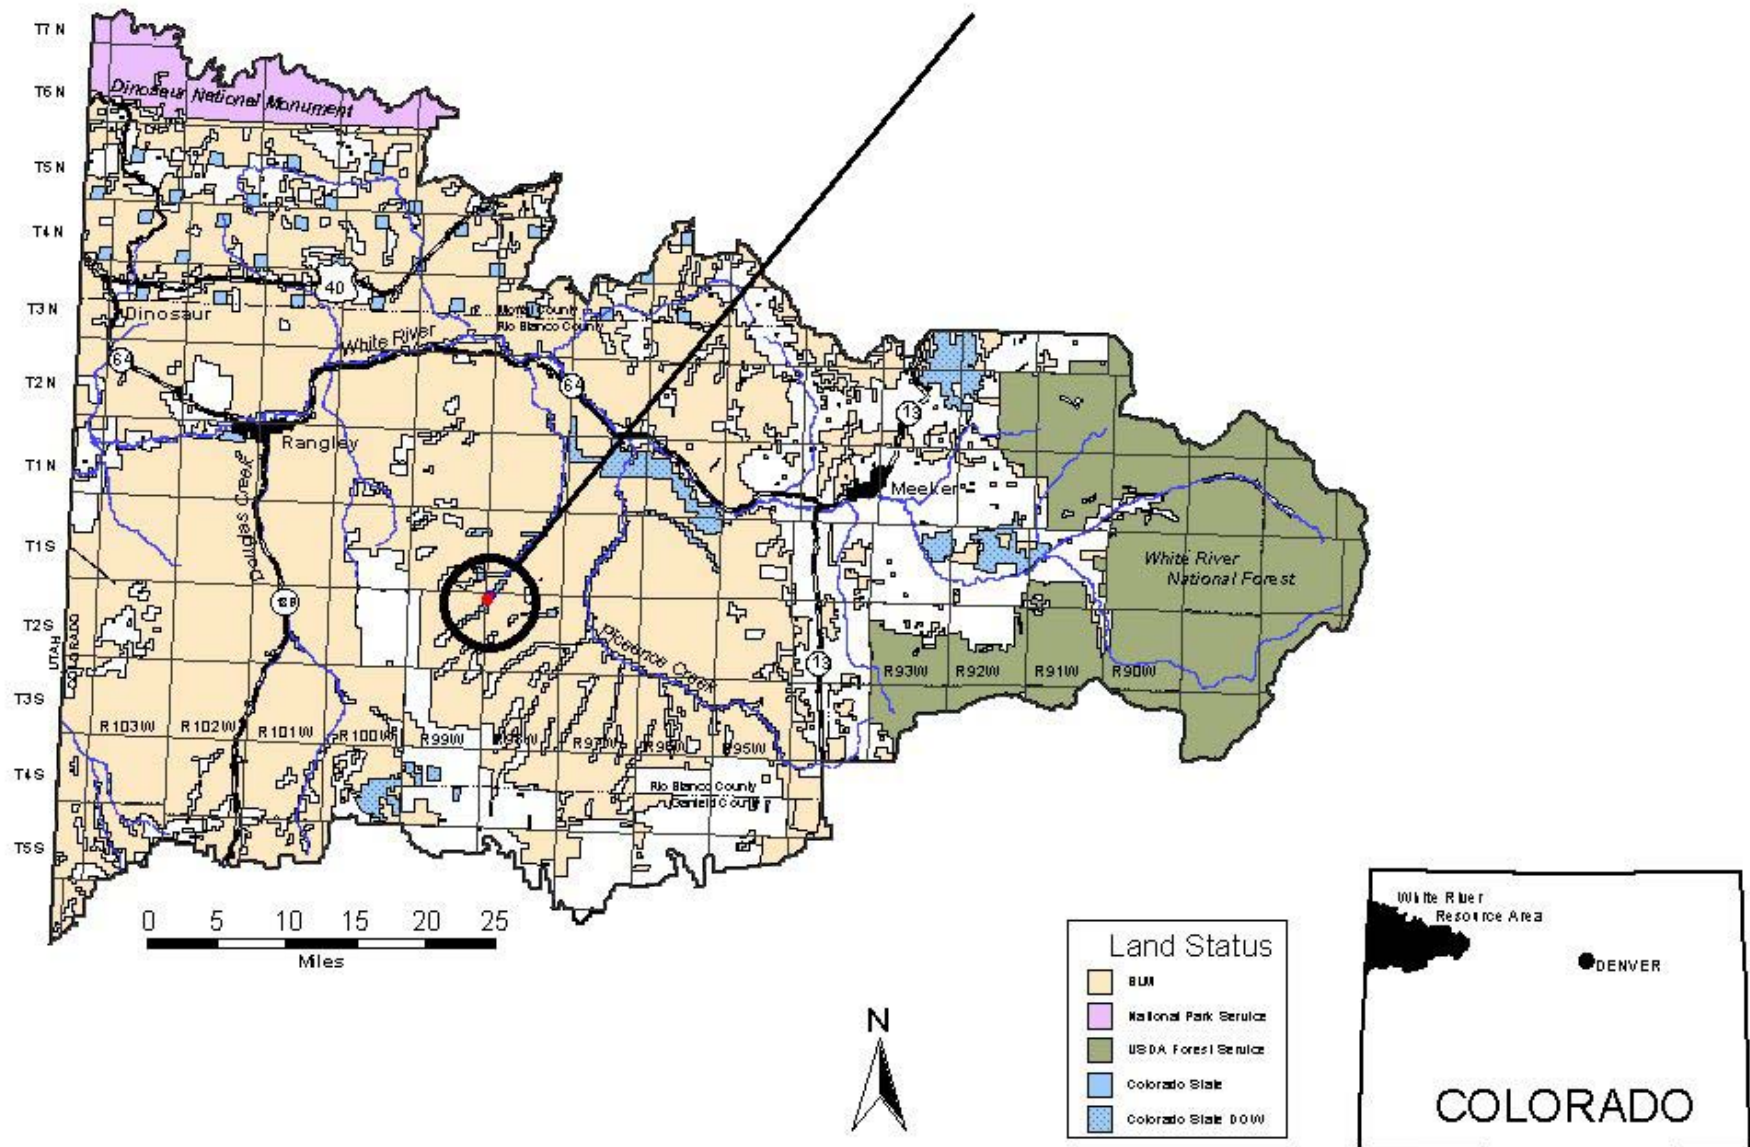 T7 N
T6 N
Dinosaur National Monument
T5 N
T4 N
40
T3 N
Dinosaur
Moffat County
Rio Blanco County
White River
64
64
T2 N
13
Rangley
T1 N
Meeker
Douglas Creek
T1S
White River
National Forest
T2S
UTAH
COLORADO
Piceance Creek
13
R93W R92W R91W R90W
T3S
R103W R102W R101W R100W R99W R98W R97W R96W R95W
T4S
Rio Blanco County
Garfield County
T5S
0 5 10 15 20 25
Miles
N
Land Status
BLM
National Park Service
USDA Forest Service
Colorado State
Colorado State DOW
White River
Resource Area
DENVER
COLORADO